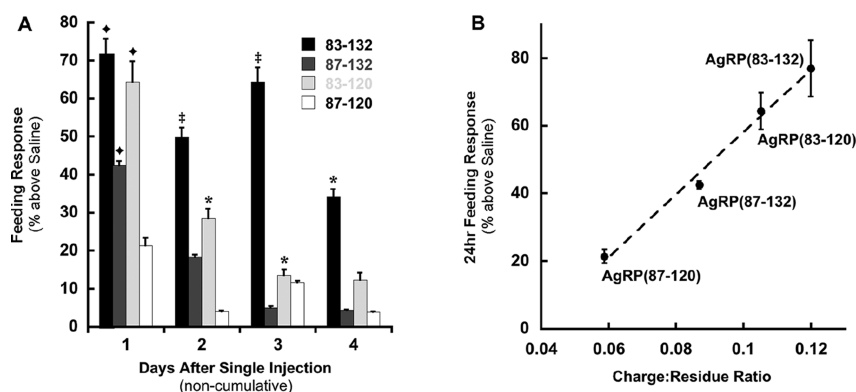 A
Feeding Response
(% above Saline)
80
70
60
50
40
30
20
10
0
✦
✦
✦
‡
*
‡
*
*
83-132
87-132
83-120
87-120
1
2
3
4
Days After Single Injection
(non-cumulative)
B
24hr Feeding Response
(% above Saline)
80
60
40
20
0
AgRP(83-132)
AgRP(83-120)
AgRP(87-132)
AgRP(87-120)
0.04
0.06
0.08
0.1
0.12
Charge:Residue Ratio